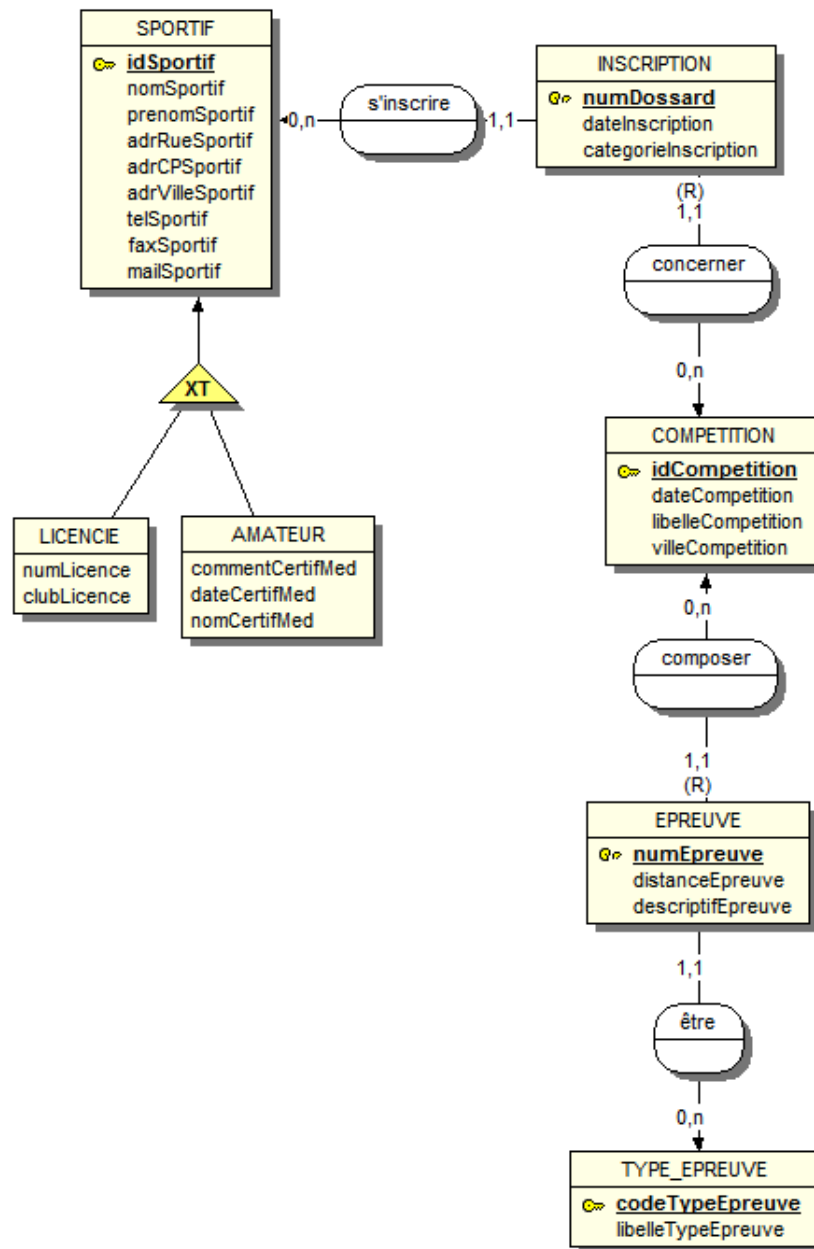 SPORTIF
idSportif
nomSportif
prenomSportif
adrRueSportif
adrCPSportif
adrVilleSportif
telSportif
faxSportif
mailSportif
0,n
s'inscrire
1,1
INSCRIPTION
numDossard
dateInscription
categorieInscription
(R)
1,1
concerner
0,n
XT
LICENCIE
numLicence
clubLicence
AMATEUR
commentCertifMed
dateCertifMed
nomCertifMed
COMPETITION
idCompetition
dateCompetition
libelleCompetition
villeCompetition
0,n
composer
1,1
(R)
EPREUVE
numEpreuve
distanceEpreuve
descriptifEpreuve
1,1
être
0,n
TYPE_EPREUVE
codeTypeEpreuve
libelleTypeEpreuve